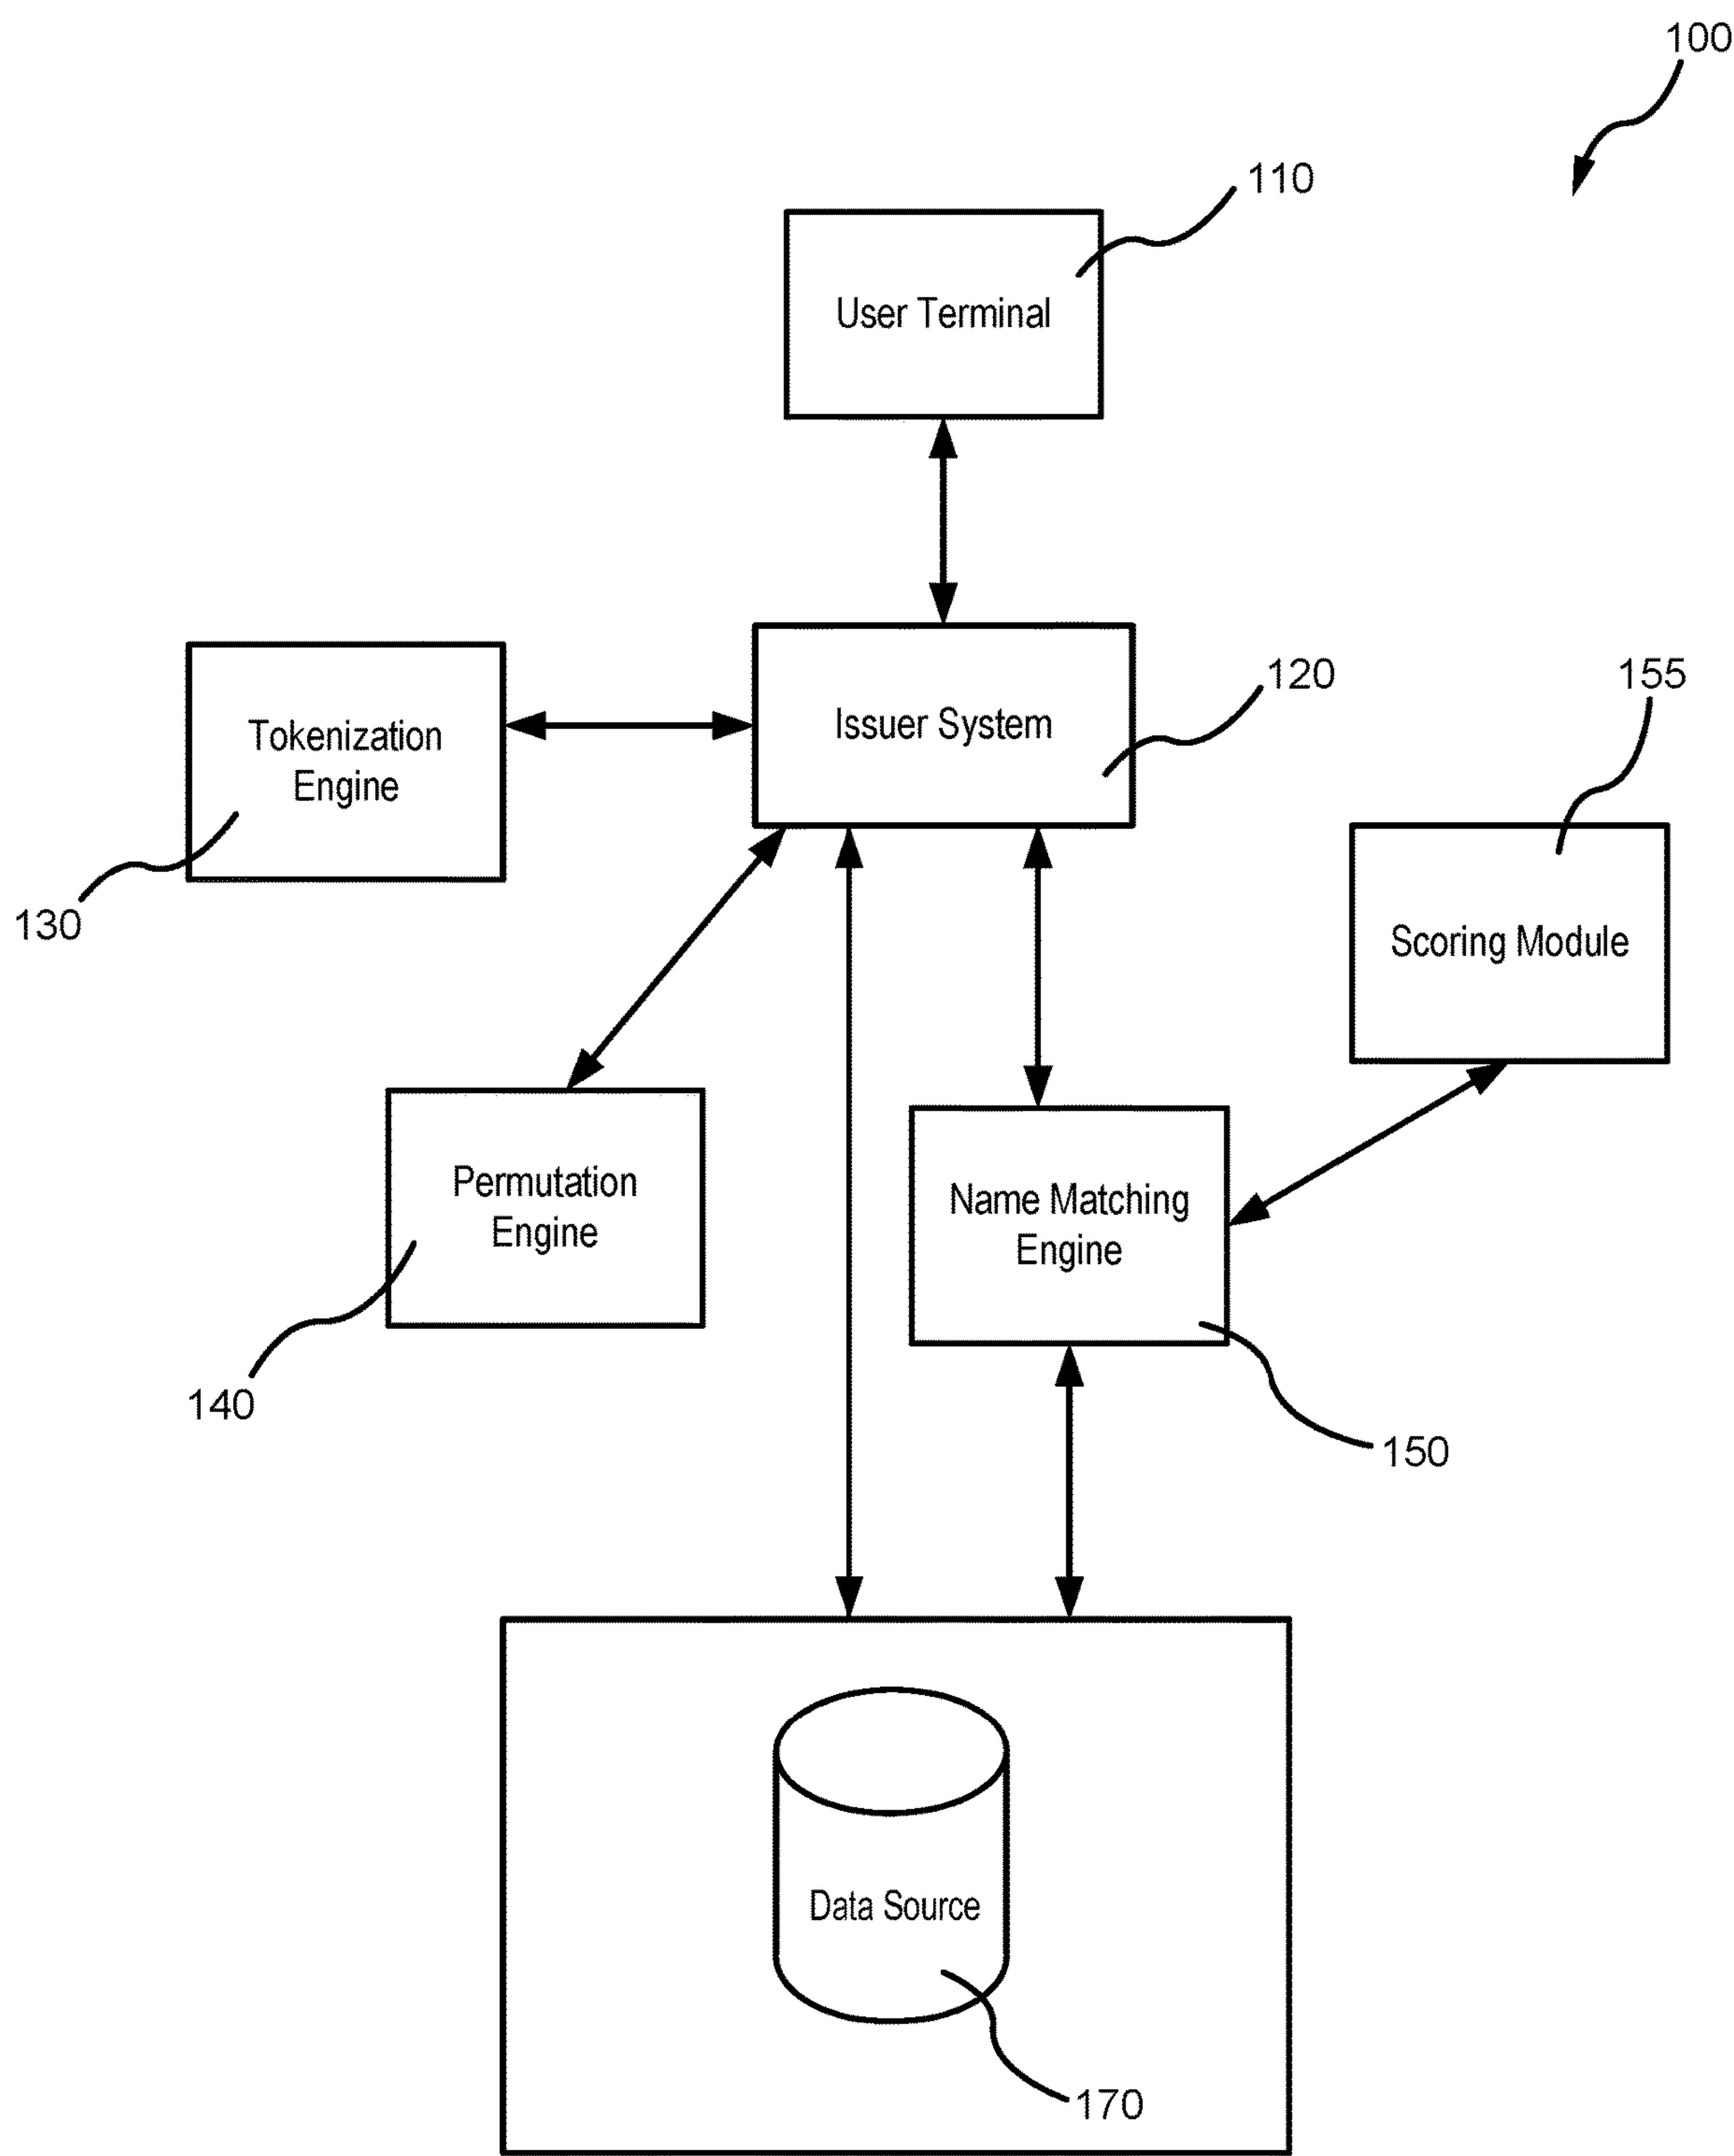 100
110
User Terminal
120
155
Issuer System
Tokenization
Engine
130
Scoring Module
Permutation
Engine
Name Matching
Engine
140
150
Data Source
170